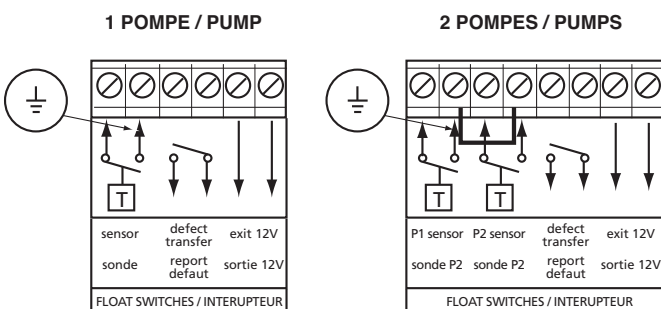 1 POMPE / PUMP
T
sensor defect transfer exit 12V
sonde report defaut sortie 12V
FLOAT SWITCHES / INTERUPTEUR
2 POMPES / PUMPS
T T
P1 sensor P2 sensor defect transfer exit 12V
sonde P2 sonde P2 report defaut sortie 12V
FLOAT SWITCHES / INTERUPTEUR